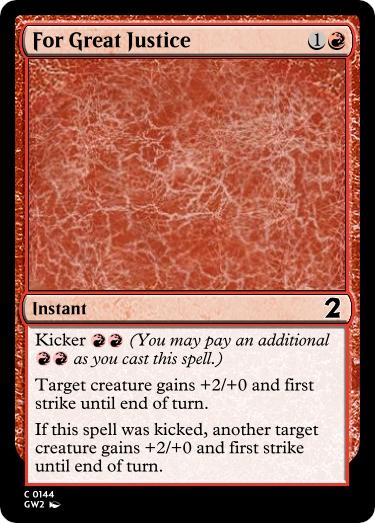 For Great Justice 1
Instant 2
Kicker (You may pay an additional
as you cast this spell.)
Target creature gains +2/+0 and first
strike until end of turn.
If this spell was kicked, another target
creature gains +2/+0 and first strike
until end of turn.
C 0144
GW2